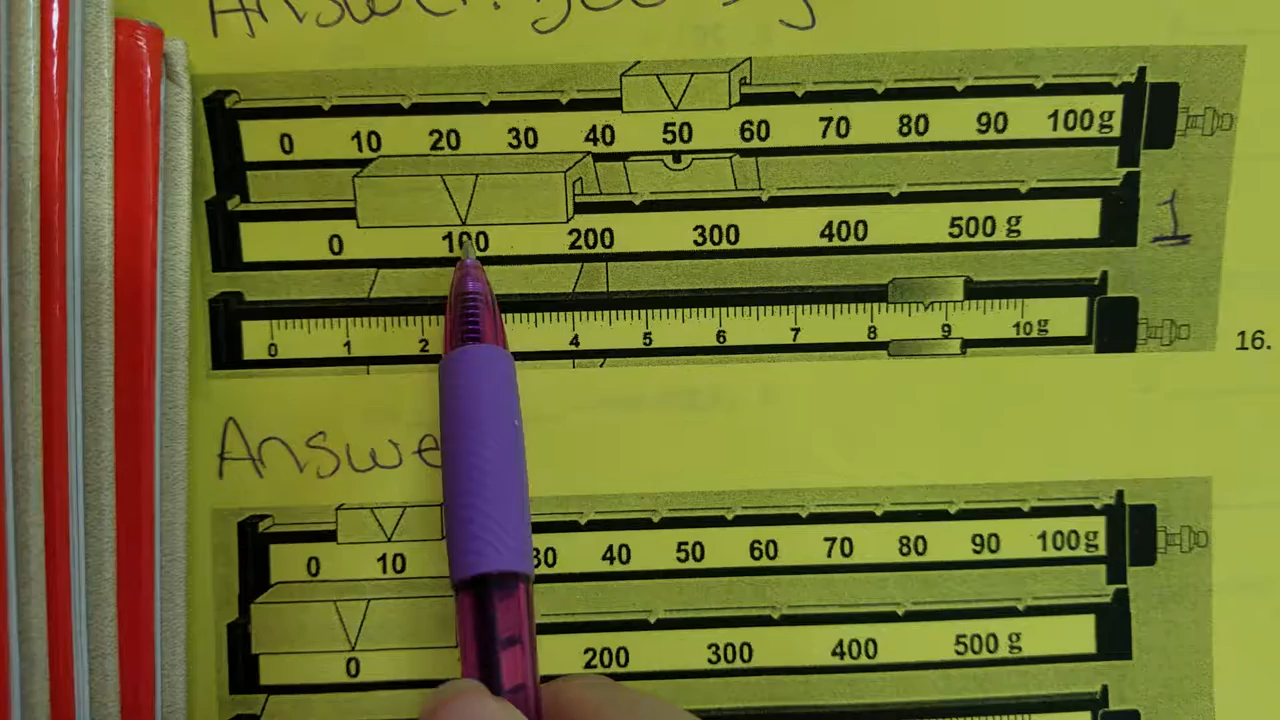 Answer:
0 10 20 30 40 50 60 70 80 90 100g
0 100 200 300 400 500 g
1
0 1 2 4 5 6 7 8 9 10g
16.
Answe
0 10 30 40 50 60 70 80 90 100g
0 200 300 400 500 g